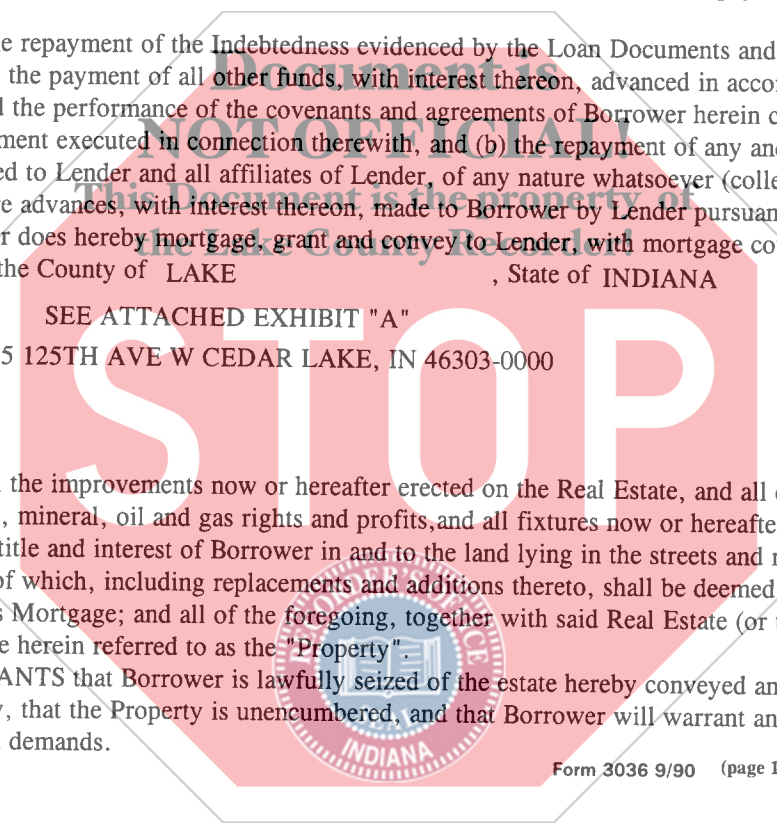 e repayment of the Indebtedness evidenced by the Loan Documents and
the payment of all other funds, with interest thereon, advanced in accor
the performance of the covenants and agreements of Borrower herein c
ment executed in connection therewith, and (b) the repayment of any and
ed to Lender and all affiliates of Lender, of any nature whatsoever (colle
re advances, with interest thereon, made to Borrower by Lender pursuan
r does hereby mortgage, grant and convey to Lender, with mortgage co
the County of LAKE , State of INDIANA
SEE ATTACHED EXHIBIT "A"
5 125TH AVE W CEDAR LAKE, IN 46303-0000
the improvements now or hereafter erected on the Real Estate, and all
, mineral, oil and gas rights and profits,and all fixtures now or hereafte
title and interest of Borrower in and to the land lying in the streets and
of which, including replacements and additions thereto, shall be deemed
s Mortgage; and all of the foregoing, together with said Real Estate (or
e herein referred to as the "Property".
ANTS that Borrower is lawfully seized of the estate hereby conveyed an
, that the Property is unencumbered, and that Borrower will warrant an
demands.
Form 3036 9/90 (page 1
Document is
NOT OFFICIAL!
This Document is the property of
the Lake County Recorder!
STOP
SEAL
INDIANA